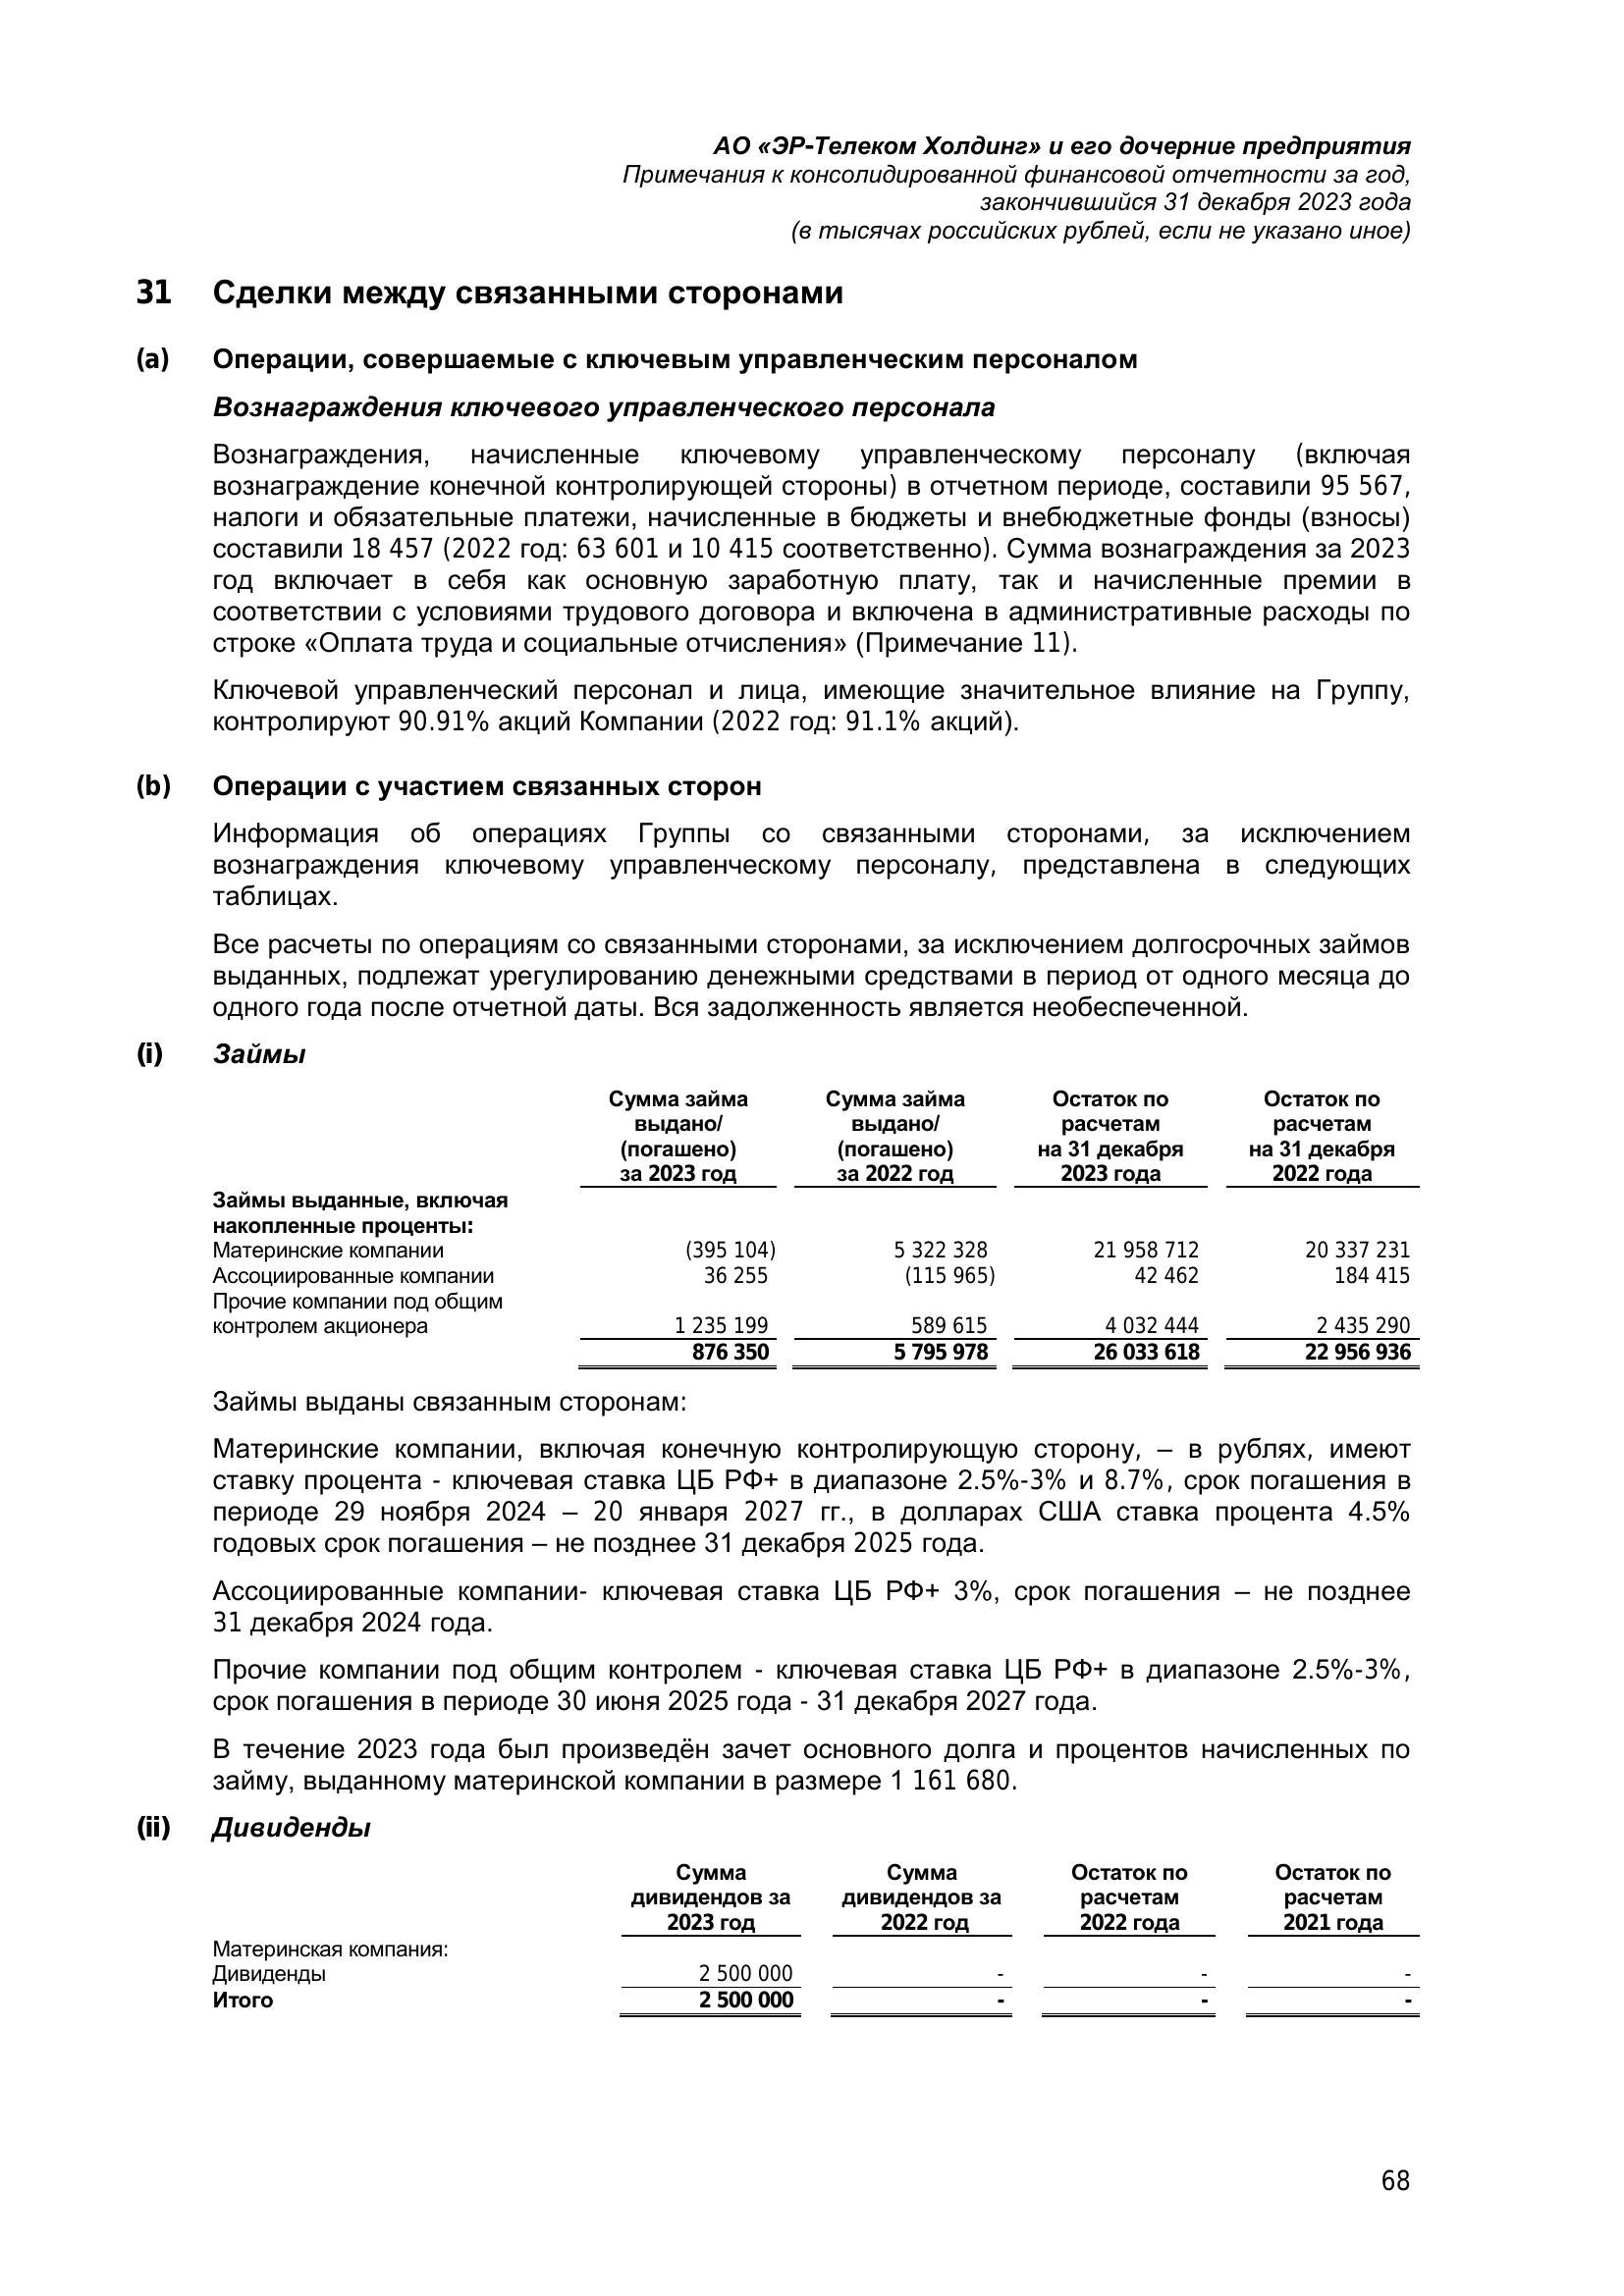 АО «ЭР-Телеком Холдинг» и его дочерние предприятия
Примечания к консолидированной финансовой отчетности за год,
закончившийся 31 декабря 2023 года
(в тысячах российских рублей, если не указано иное)
31 Сделки между связанными сторонами
(a) Операции, совершаемые с ключевым управленческим персоналом
Вознаграждения ключевого управленческого персонала
Вознаграждения, начисленные ключевому управленческому персоналу (включая
вознаграждение конечной контролирующей стороны) в отчетном периоде, составили 95 567,
налоги и обязательные платежи, начисленные в бюджеты и внебюджетные фонды (взносы)
составили 18 457 (2022 год: 63 601 и 10 415 соответственно). Сумма вознаграждения за 2023
год включает в себя как основную заработную плату, так и начисленные премии в
соответствии с условиями трудового договора и включена в административные расходы по
строке «Оплата труда и социальные отчисления» (Примечание 11).
Ключевой управленческий персонал и лица, имеющие значительное влияние на Группу,
контролируют 90.91% акций Компании (2022 год: 91.1% акций).
(b) Операции с участием связанных сторон
Информация об операциях Группы со связанными сторонами, за исключением
вознаграждения ключевому управленческому персоналу, представлена в следующих
таблицах.
Все расчеты по операциям со связанными сторонами, за исключением долгосрочных займов
выданных, подлежат урегулированию денежными средствами в период от одного месяца до
одного года после отчетной даты. Вся задолженность является необеспеченной.
(i) Займы
Сумма займа Сумма займа Остаток по Остаток по
выдано/ выдано/ расчетам расчетам
(погашено) (погашено) на 31 декабря на 31 декабря
за 2023 год за 2022 год 2023 года 2022 года
Займы выданные, включая
накопленные проценты:
Материнские компании (395 104) 5 322 328 21 958 712 20 337 231
Ассоциированные компании 36 255 (115 965) 42 462 184 415
Прочие компании под общим
контролем акционера 1 235 199 589 615 4 032 444 2 435 290
876 350 5 795 978 26 033 618 22 956 936
Займы выданы связанным сторонам:
Материнские компании, включая конечную контролирующую сторону, – в рублях, имеют
ставку процента - ключевая ставка ЦБ РФ+ в диапазоне 2.5%-3% и 8.7%, срок погашения в
периоде 29 ноября 2024 – 20 января 2027 гг., в долларах США ставка процента 4.5%
годовых срок погашения – не позднее 31 декабря 2025 года.
Ассоциированные компании- ключевая ставка ЦБ РФ+ 3%, срок погашения – не позднее
31 декабря 2024 года.
Прочие компании под общим контролем - ключевая ставка ЦБ РФ+ в диапазоне 2.5%-3%,
срок погашения в периоде 30 июня 2025 года - 31 декабря 2027 года.
В течение 2023 года был произведён зачет основного долга и процентов начисленных по
займу, выданному материнской компании в размере 1 161 680.
(ii) Дивиденды
Сумма Сумма Остаток по Остаток по
дивидендов за дивидендов за расчетам расчетам
2023 год 2022 год 2022 года 2021 года
Материнская компания:
Дивиденды 2 500 000 - - -
Итого 2 500 000 - - -
68